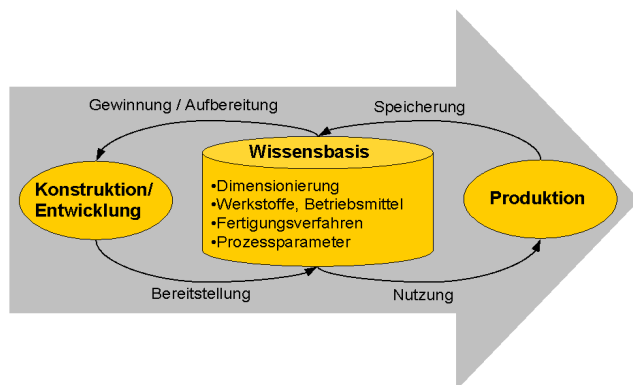 Gewinnung / Aufbereitung
Speicherung
Wissensbasis
Konstruktion/
Entwicklung
•Dimensionierung
•Werkstoffe, Betriebsmittel
•Fertigungsverfahren
•Prozessparameter
Produktion
Bereitstellung
Nutzung